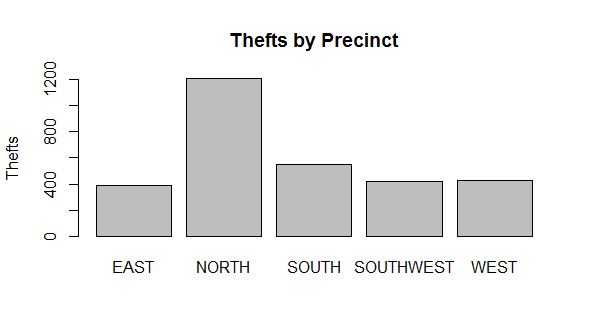 Thefts by Precinct
Thefts
1200
800
400
0
EAST NORTH SOUTH SOUTHWEST WEST